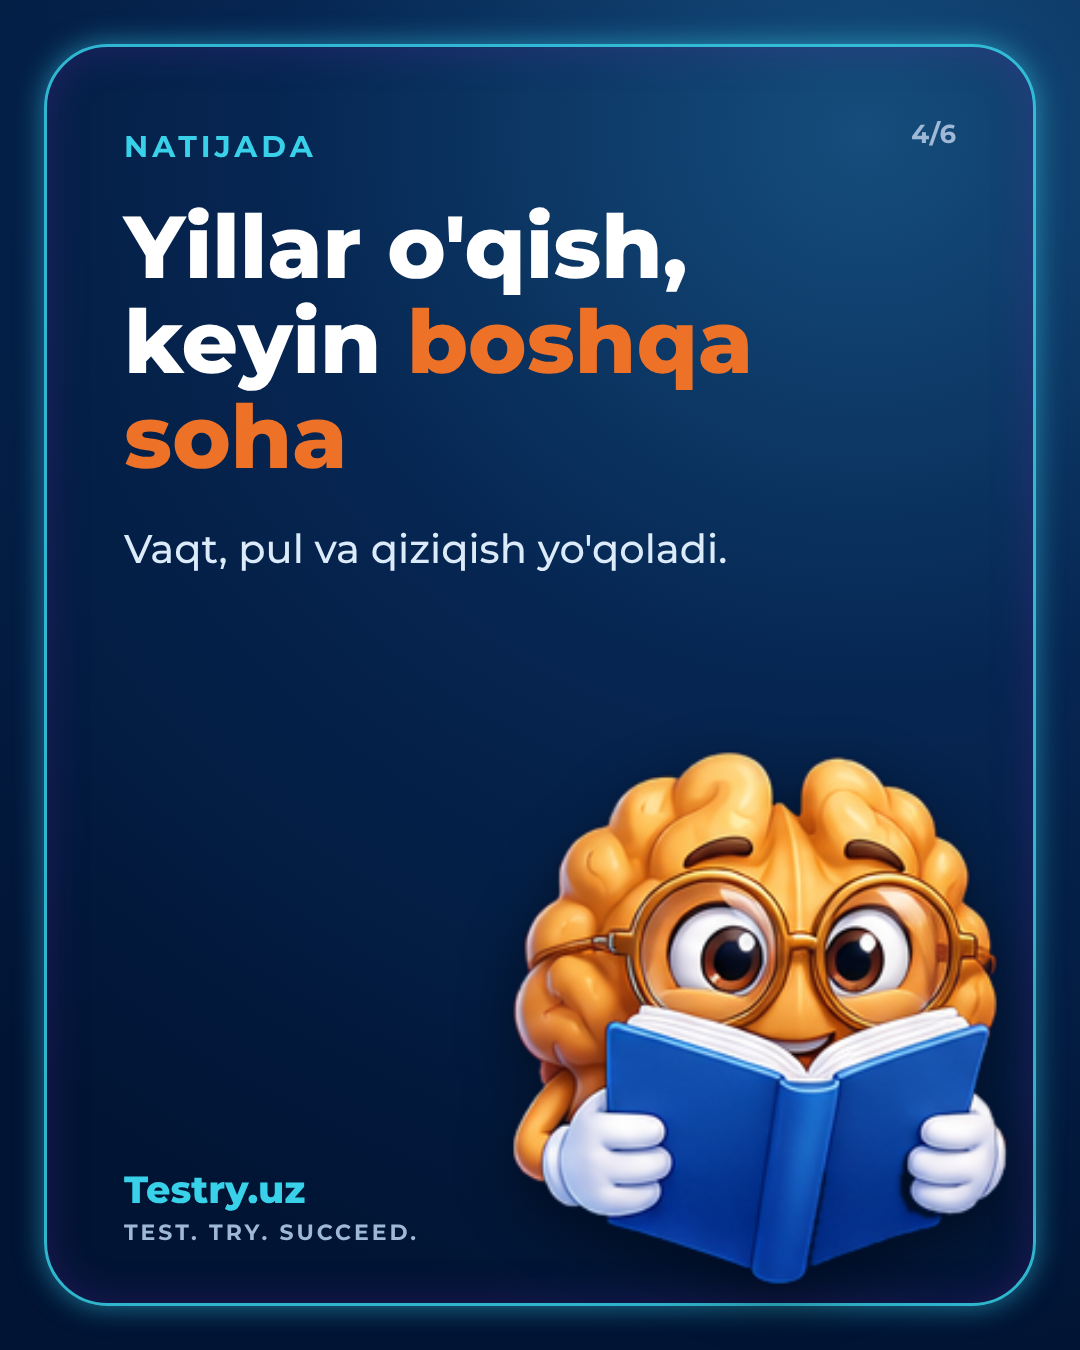 NATIJADA
4/6
Yillar o'qish,
keyin boshqa
soha
Vaqt, pul va qiziqish yo'qoladi.
Testry.uz
TEST. TRY. SUCCEED.